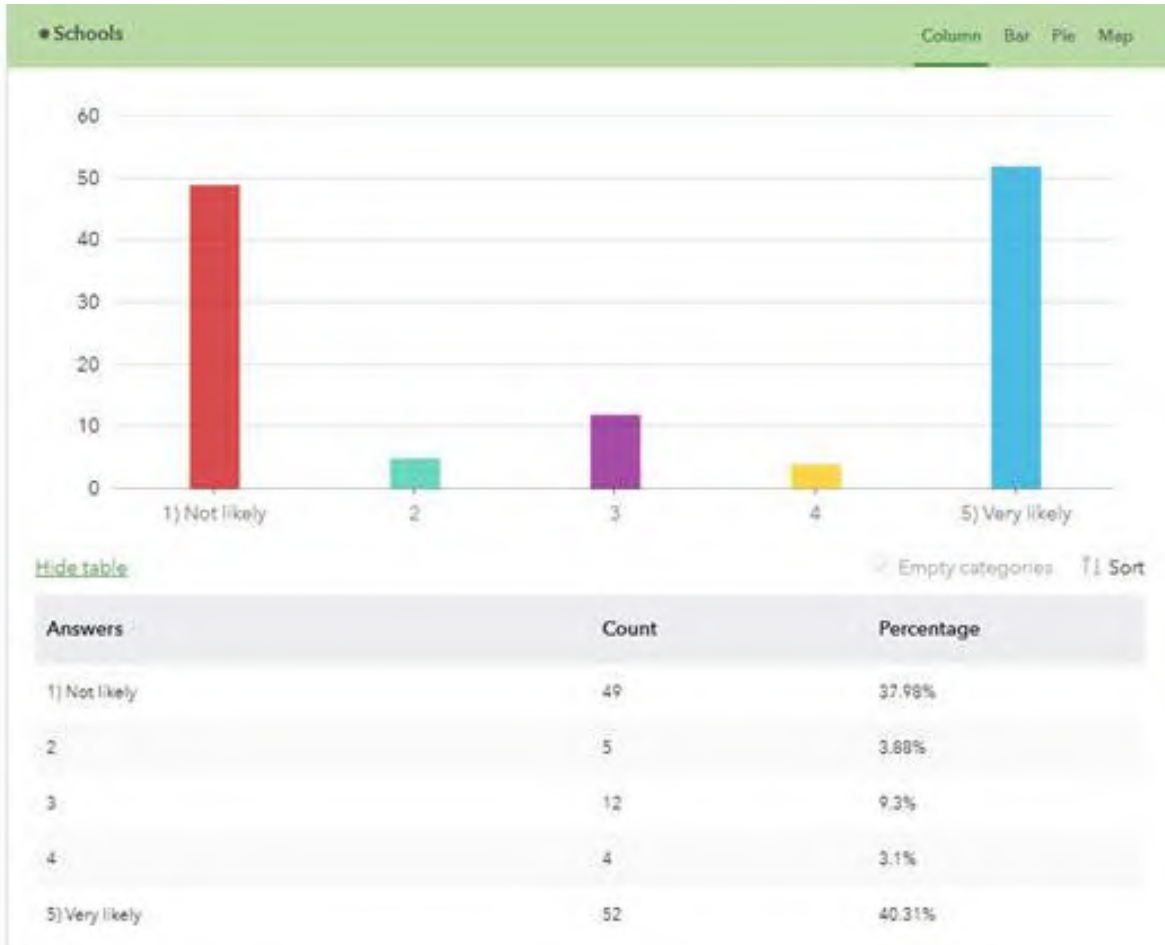 Schools
Column Bar Pie Map
60
50
40
30
20
10
0
1) Not likely 2 3 4 5) Very likely
Hide table Empty categories Sort
Answers Count Percentage
1) Not likely 49 37.98%
2 5 3.88%
3 12 9.3%
4 4 3.1%
5) Very likely 52 40.31%